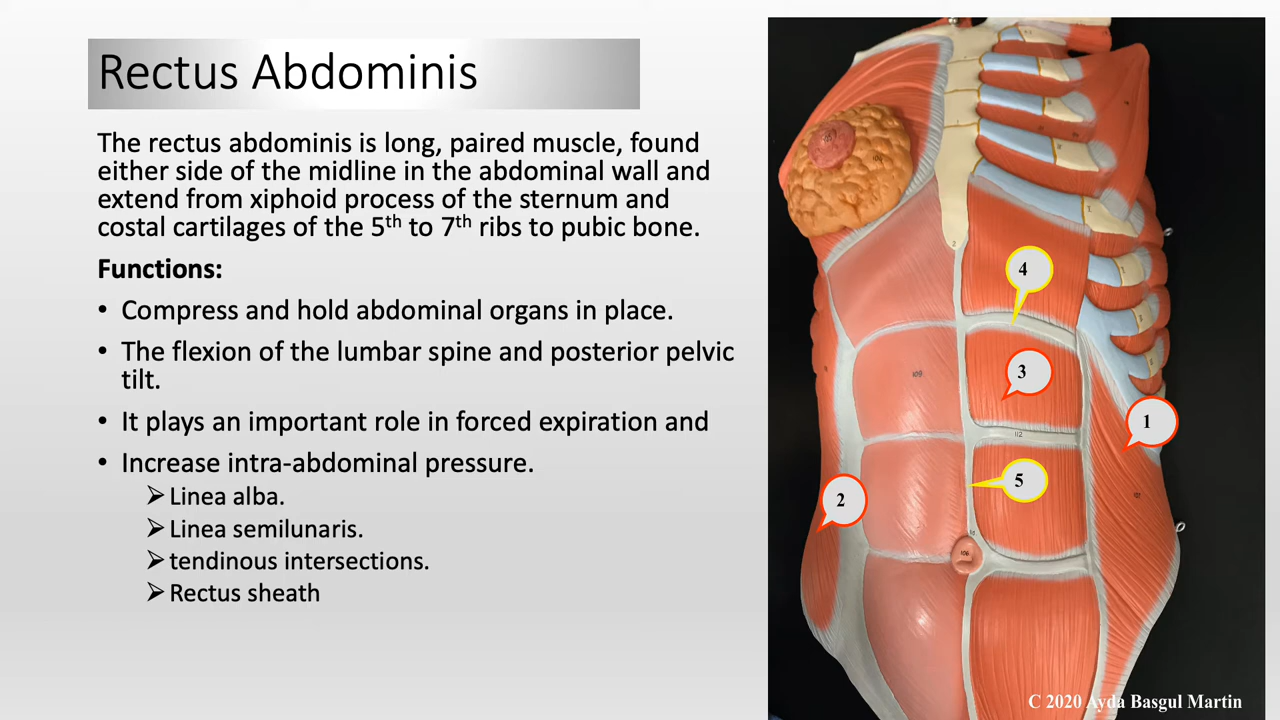 Rectus Abdominis
The rectus abdominis is long, paired muscle, found
either side of the midline in the abdominal wall and
extend from xiphoid process of the sternum and
costal cartilages of the 5th to 7th ribs to pubic bone.
Functions:
• Compress and hold abdominal organs in place.
• The flexion of the lumbar spine and posterior pelvic
tilt.
• It plays an important role in forced expiration and
• Increase intra-abdominal pressure.
➢ Linea alba.
➢ Linea semilunaris.
➢ tendinous intersections.
➢ Rectus sheath
4
3
109
1
112
5
2
106
C 2020 Ayda Basgul Martin